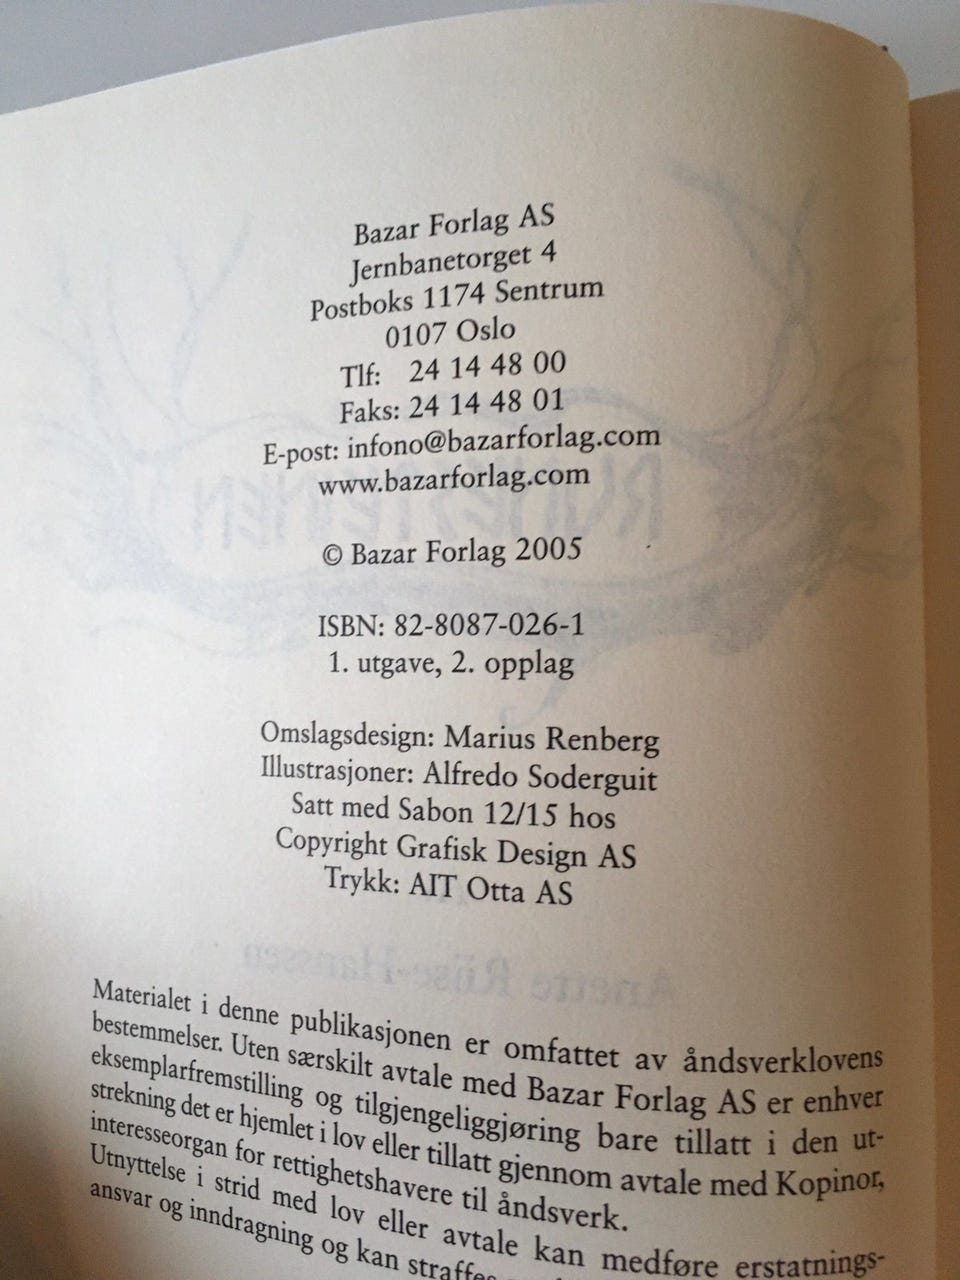 Bazar Forlag AS
Jernbanetorget 4
Postboks 1174 Sentrum
0107 Oslo
Tlf: 24 14 48 00
Faks: 24 14 48 01
E-post: infono@bazarforlag.com
www.bazarforlag.com
© Bazar Forlag 2005
ISBN: 82-8087-026-1
1. utgave, 2. opplag
Omslagsdesign: Marius Renberg
Illustrasjoner: Alfredo Soderguit
Satt med Sabon 12/15 hos
Copyright Grafisk Design AS
Trykk: AIT Otta AS
Materialet i denne publikasjonen er omfattet av åndsverklovens
bestemmelser. Uten særskilt avtale med Bazar Forlag AS er enhver
eksemplarfremstilling og tilgjengeliggjøring bare tillatt i den ut-
strekning det er hjemlet i lov eller tillatt gjennom avtale med Kopinor,
interesseorgan for rettighetshavere til åndsverk.
Utnyttelse i strid med lov eller avtale kan medføre erstatnings-
ansvar og inndragning og kan